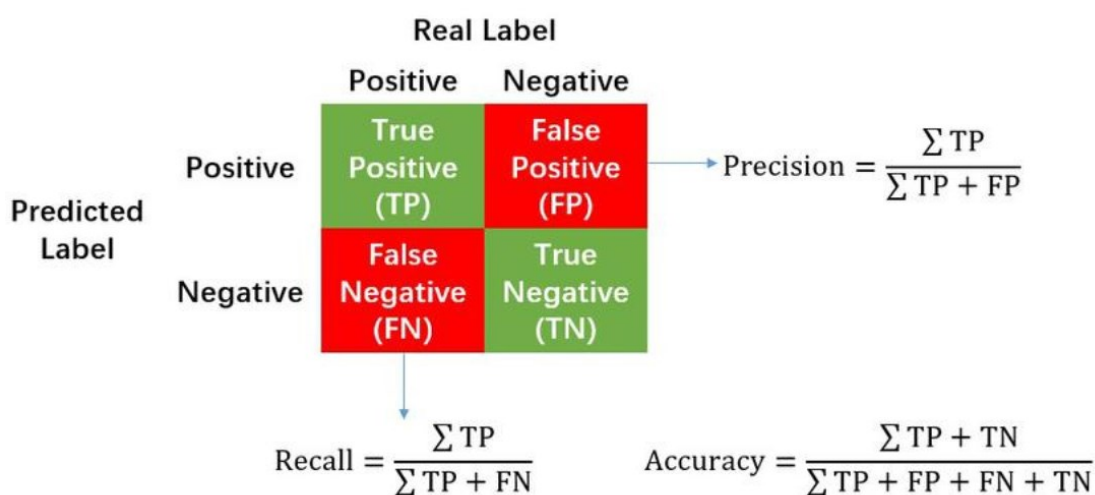 Real Label
Positive Negative
Predicted
Label
Positive
True
Positive
(TP)
False
Positive
(FP)
Precision = ∑ TP / ∑ TP + FP
Negative
False
Negative
(FN)
True
Negative
(TN)
Recall = ∑ TP / ∑ TP + FN
Accuracy = ∑ TP + TN / ∑ TP + FP + FN + TN